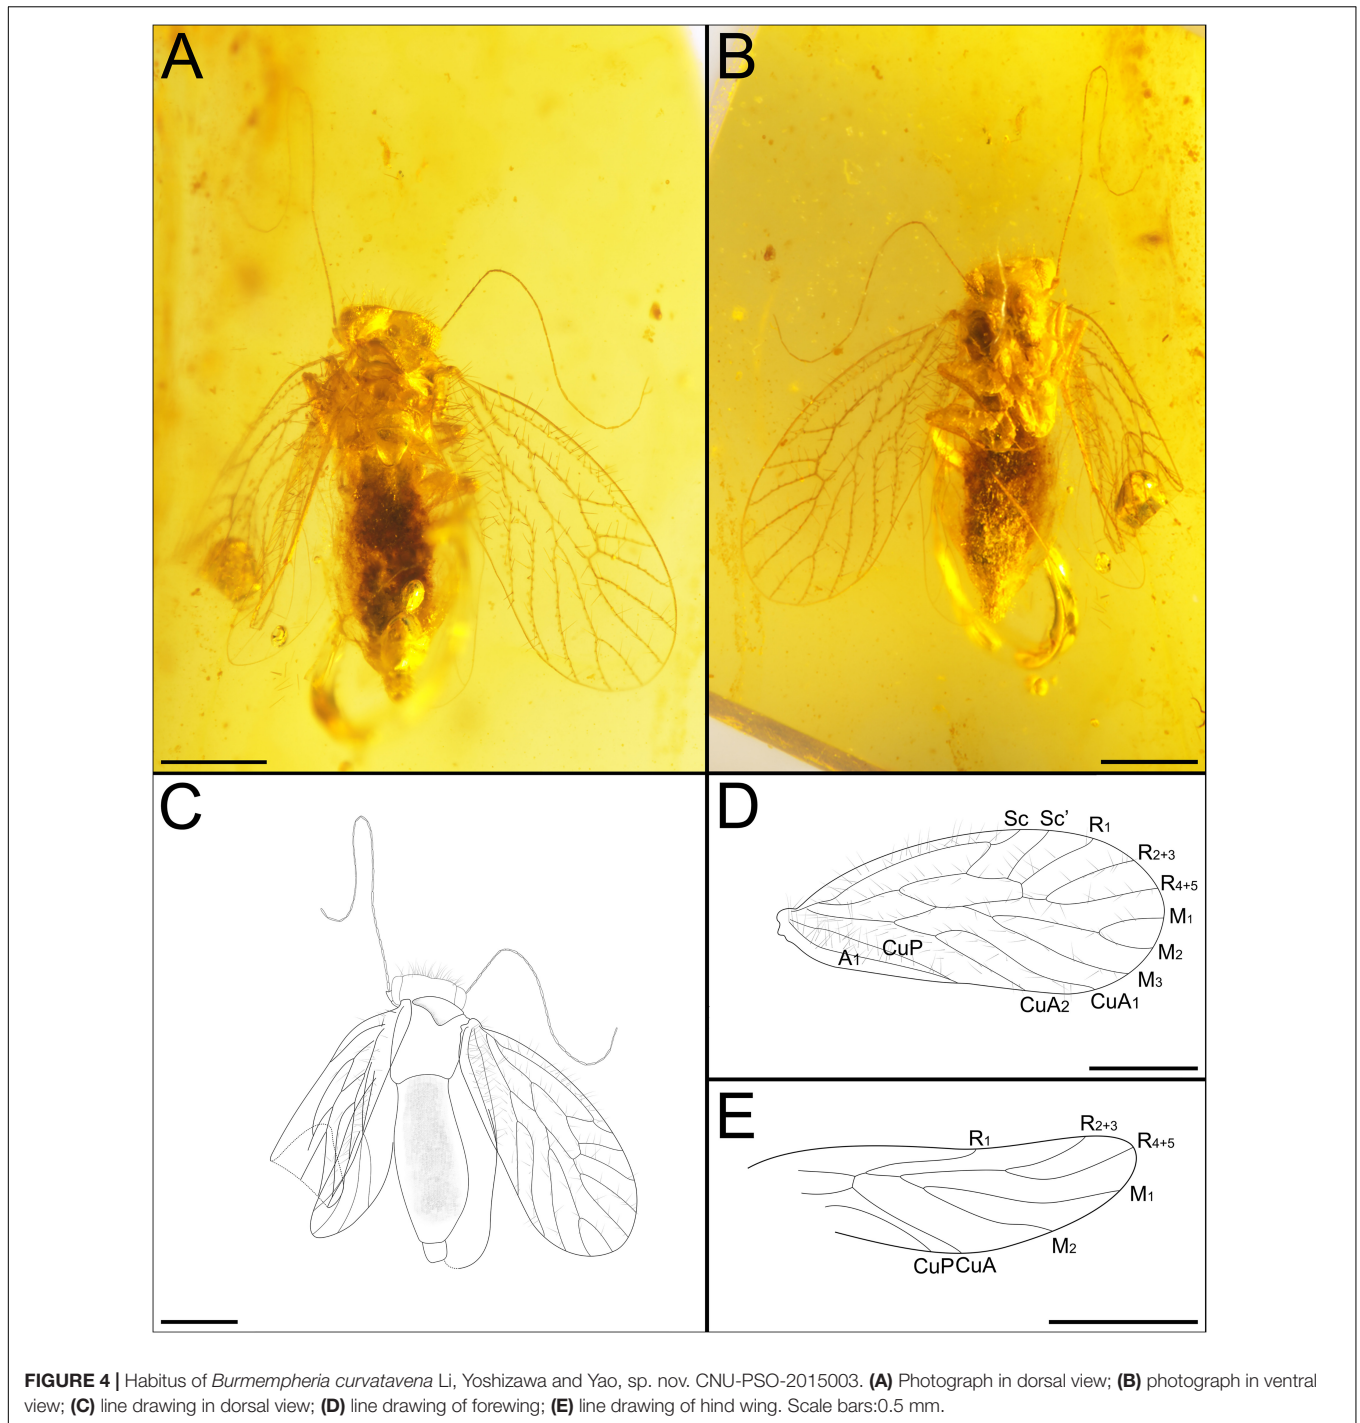 A
B
C
D
Sc Sc’ R1
R2+3
R4+5
M1
M2
M3
A1 CuP
CuA2 CuA1
E
R1 R2+3
R4+5
M1
M2
CuPCuA
FIGURE 4 | Habitus of Burmempheria curvatavena Li, Yoshizawa and Yao, sp. nov. CNU-PSO-2015003. (A) Photograph in dorsal view; (B) photograph in ventral
view; (C) line drawing in dorsal view; (D) line drawing of forewing; (E) line drawing of hind wing. Scale bars:0.5 mm.